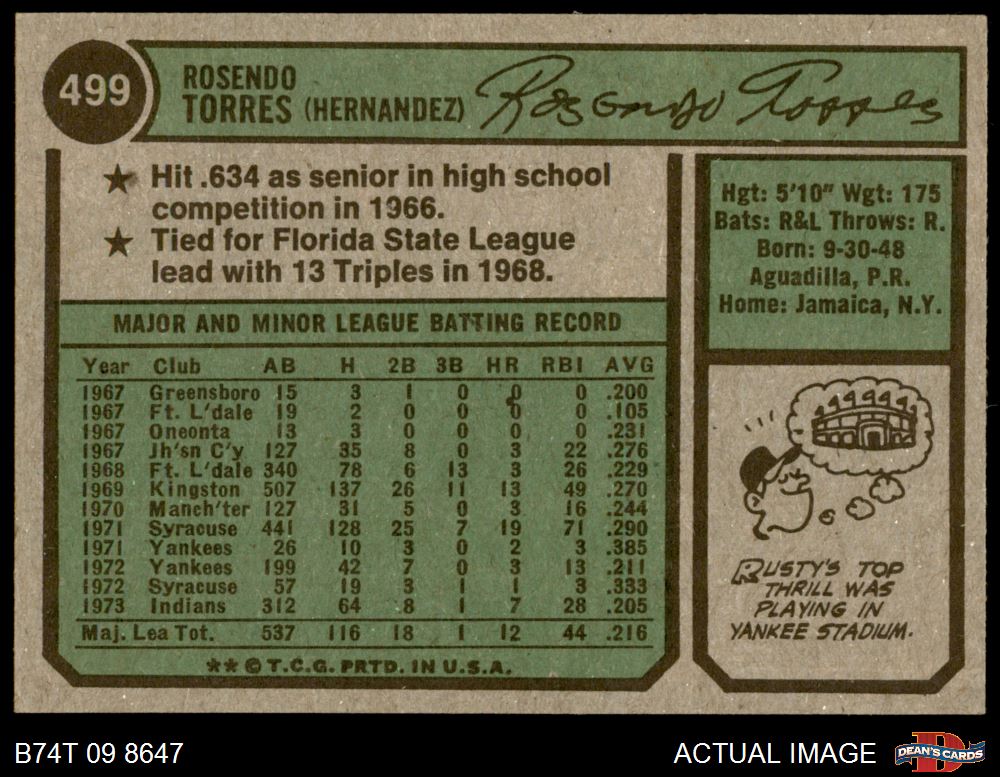 499
ROSENDO
TORRES (HERNANDEZ)
Rosendo Torres
★ Hit .634 as senior in high school
competition in 1966.
★ Tied for Florida State League
lead with 13 Triples in 1968.
Hgt: 5'10" Wgt: 175
Bats: R&L Throws: R.
Born: 9-30-48
Aguadilla, P.R.
Home: Jamaica, N.Y.
MAJOR AND MINOR LEAGUE BATTING RECORD
Year Club AB H 2B 3B HR RBI AVG
1967 Greensboro 15 3 1 0 0 0 .200
1967 Ft. L'dale 19 2 0 0 0 0 .105
1967 Oneonta 13 3 0 0 0 0 .231
1967 Jh'sn C'y 127 35 8 0 3 22 .276
1968 Ft. L'dale 340 78 6 13 3 26 .229
1969 Kingston 507 137 26 11 13 49 .270
1970 Manch'ter 127 31 5 0 3 16 .244
1971 Syracuse 441 128 25 7 19 71 .290
1971 Yankees 26 10 3 0 2 3 .385
1972 Yankees 199 42 7 0 3 13 .211
1972 Syracuse 57 19 3 1 1 3 .333
1973 Indians 312 64 8 1 7 28 .205
Maj. Lea Tot. 537 116 18 1 12 44 .216
** © T.C.G. PRTD. IN U.S.A.
RUSTY'S TOP
THRILL WAS
PLAYING IN
YANKEE STADIUM.
B74T 09 8647
ACTUAL IMAGE
DEAN'S CARDS